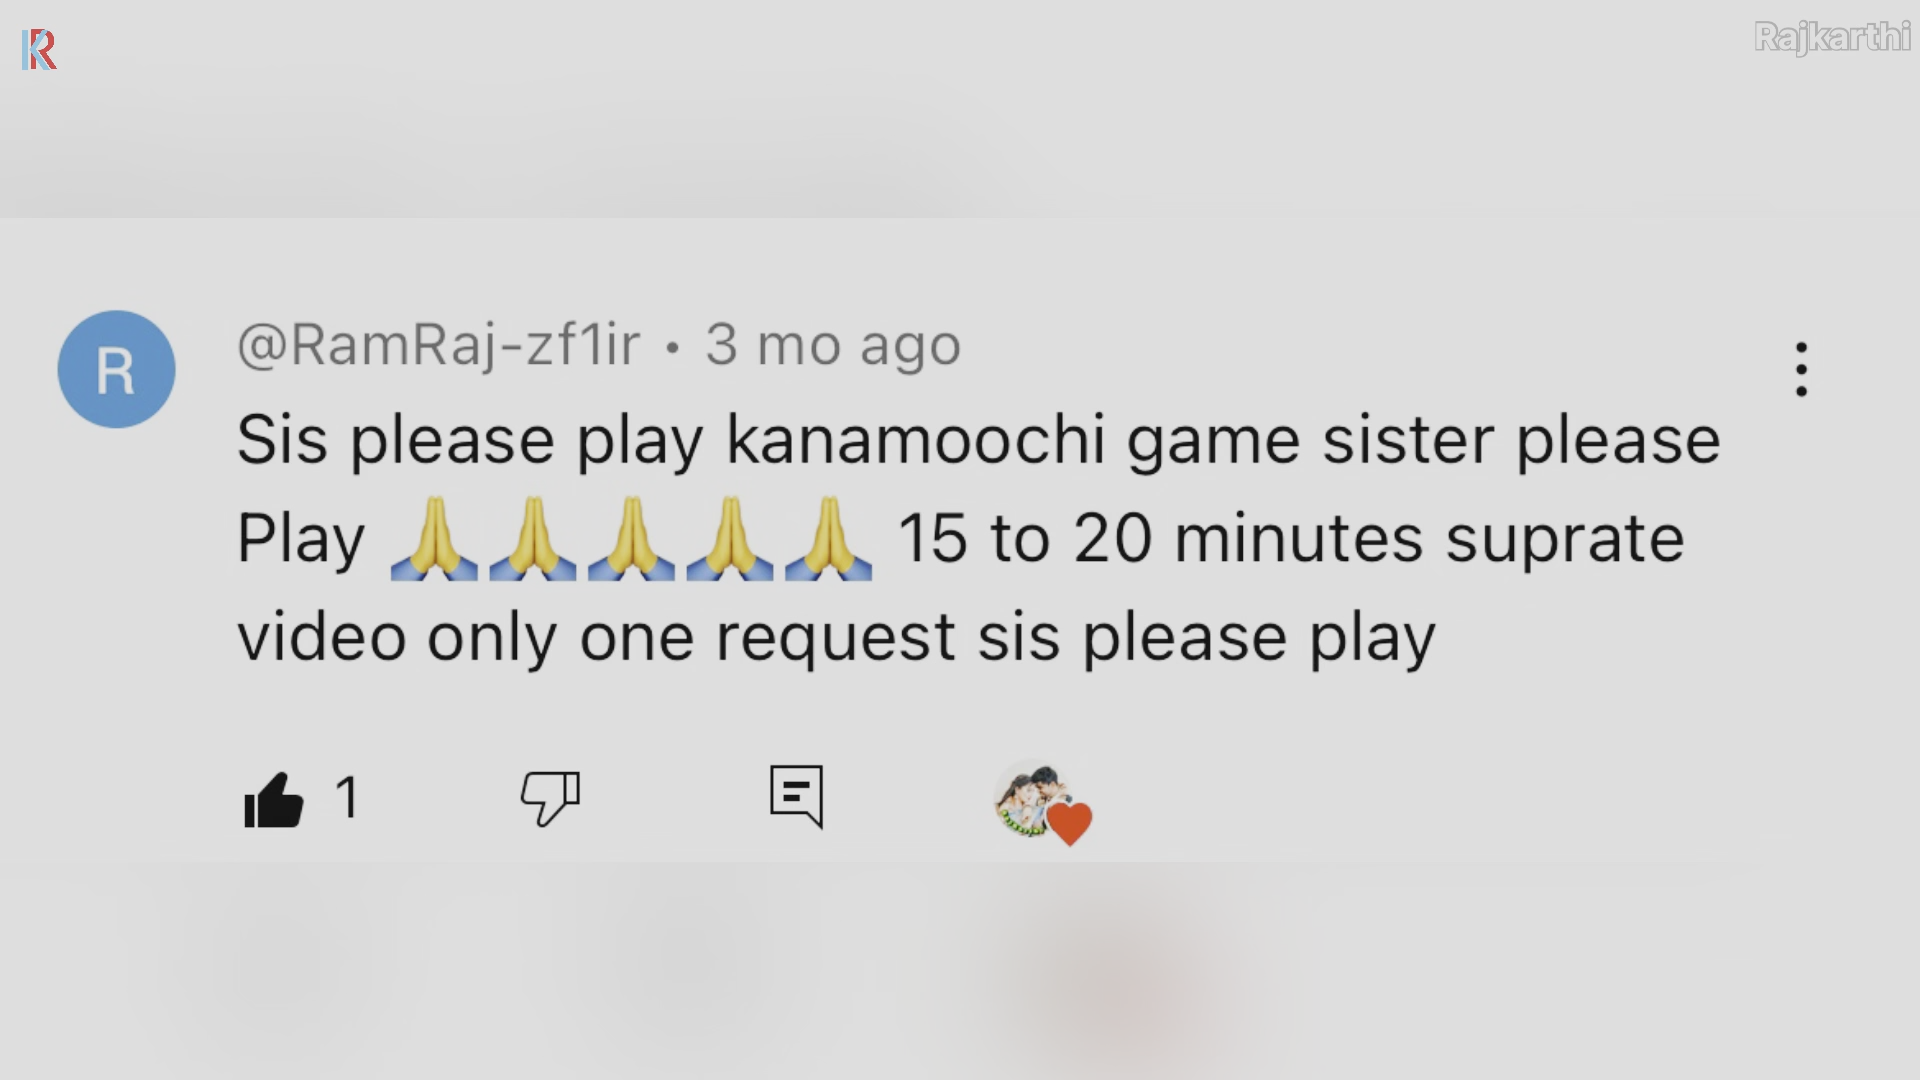 KR
Rajkarthi
R
@RamRaj-zf1ir • 3 mo ago
Sis please play kanamoochi game sister please
Play 🙏🙏🙏🙏🙏 15 to 20 minutes suprate
video only one request sis please play
1